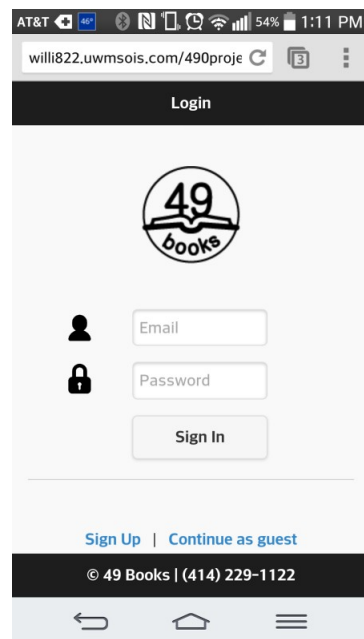 AT&T 46° 54% 1:11 PM
willi822.uwmsois.com/490proje 3
Login
49
books
Email
Password
Sign In
Sign Up | Continue as guest
© 49 Books | (414) 229-1122